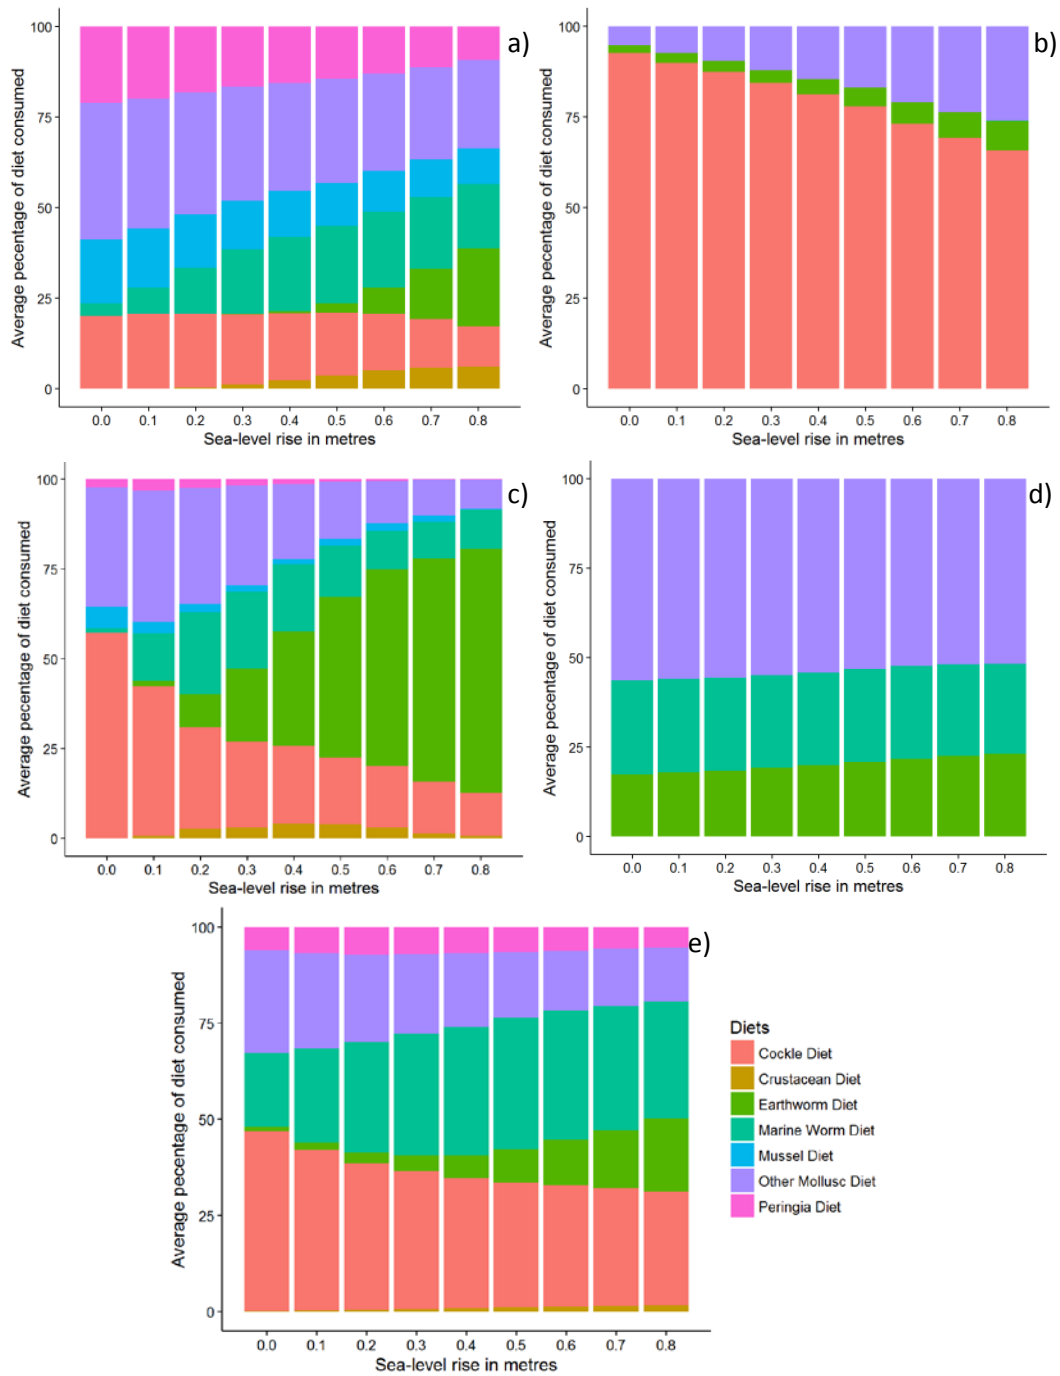 a)
Average pecentage of diet consumed
100
75
50
25
0
0.0 0.1 0.2 0.3 0.4 0.5 0.6 0.7 0.8
Sea-level rise in metres
b)
Average pecentage of diet consumed
100
75
50
25
0
0.0 0.1 0.2 0.3 0.4 0.5 0.6 0.7 0.8
Sea-level rise in metres
c)
Average pecentage of diet consumed
100
75
50
25
0
0.0 0.1 0.2 0.3 0.4 0.5 0.6 0.7 0.8
Sea-level rise in metres
d)
Average pecentage of diet consumed
100
75
50
25
0
0.0 0.1 0.2 0.3 0.4 0.5 0.6 0.7 0.8
Sea-level rise in metres
e)
Average pecentage of diet consumed
100
75
50
25
0
0.0 0.1 0.2 0.3 0.4 0.5 0.6 0.7 0.8
Sea-level rise in metres
Diets
Cockle Diet
Crustacean Diet
Earthworm Diet
Marine Worm Diet
Mussel Diet
Other Mollusc Diet
Peringia Diet